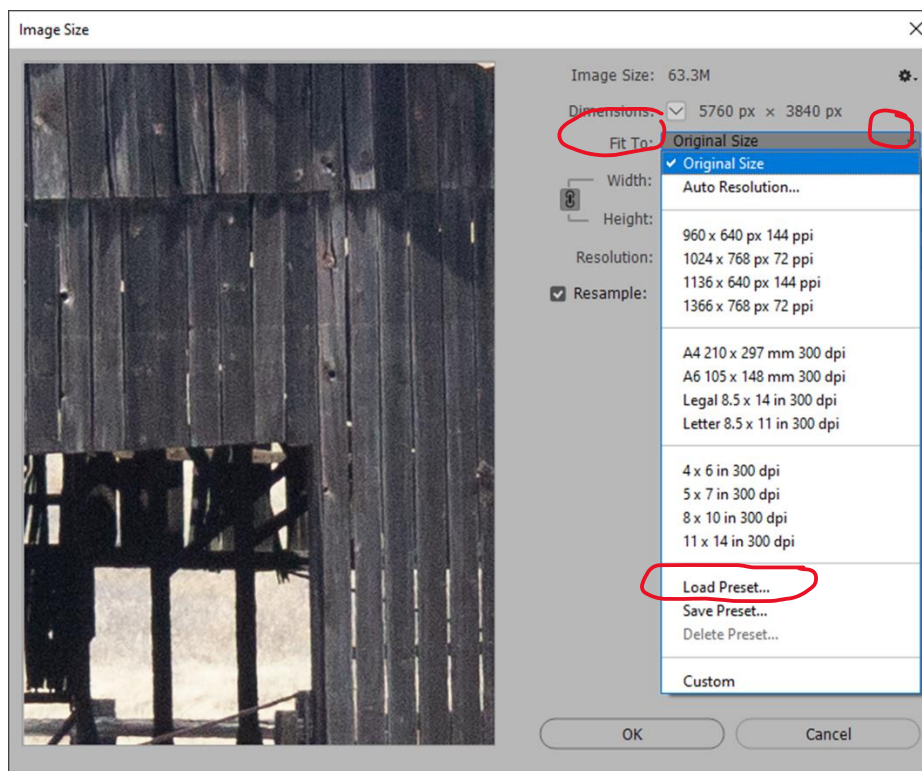 Image Size
Image Size: 63.3M
Dimensions: 5760 px × 3840 px
Fit To: Original Size
Original Size
Auto Resolution...
Width:
Height:
960 x 640 px 144 ppi
Resolution:
1024 x 768 px 72 ppi
1136 x 640 px 144 ppi
Resample:
1366 x 768 px 72 ppi
A4 210 x 297 mm 300 dpi
A6 105 x 148 mm 300 dpi
Legal 8.5 x 14 in 300 dpi
Letter 8.5 x 11 in 300 dpi
4 x 6 in 300 dpi
5 x 7 in 300 dpi
8 x 10 in 300 dpi
11 x 14 in 300 dpi
Load Preset...
Save Preset...
Delete Preset...
Custom
OK Cancel